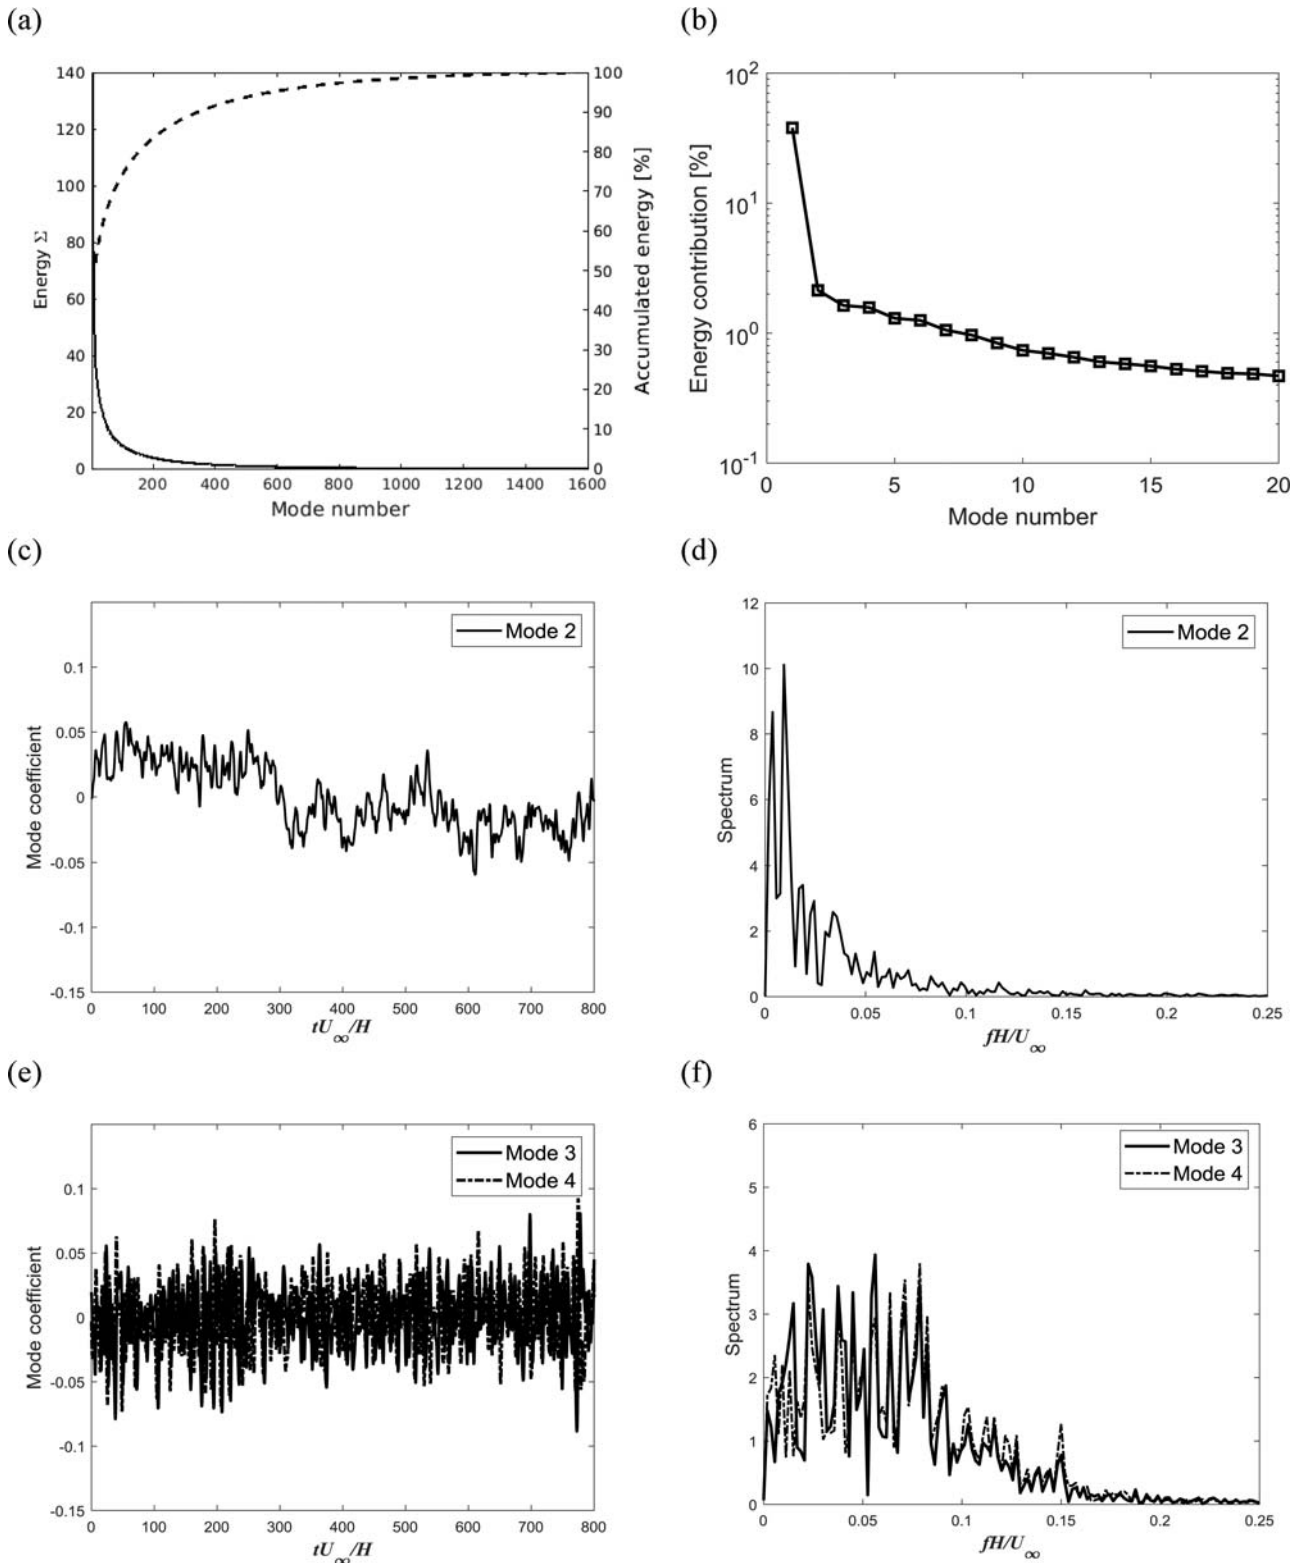 (a)
(b)
140
120
100
80
60
40
20
0
Energy Σ
100
90
80
70
60
50
40
30
20
10
0
Accumulated energy [%]
200 400 600 800 1000 1200 1400 1600
Mode number
10^2
10^1
10^0
10^-1
Energy contribution [%]
0 5 10 15 20
Mode number
(c)
(d)
Mode 2
0.1
0.05
0
-0.05
-0.1
-0.15
Mode coefficient
0 100 200 300 400 500 600 700 800
tU_∞/H
Mode 2
12
10
8
6
4
2
0
Spectrum
0 0.05 0.1 0.15 0.2 0.25
fH/U_∞
(e)
(f)
Mode 3
Mode 4
0.1
0.05
0
-0.05
-0.1
-0.15
Mode coefficient
0 100 200 300 400 500 600 700 800
tU_∞/H
Mode 3
Mode 4
6
5
4
3
2
1
0
Spectrum
0 0.05 0.1 0.15 0.2 0.25
fH/U_∞